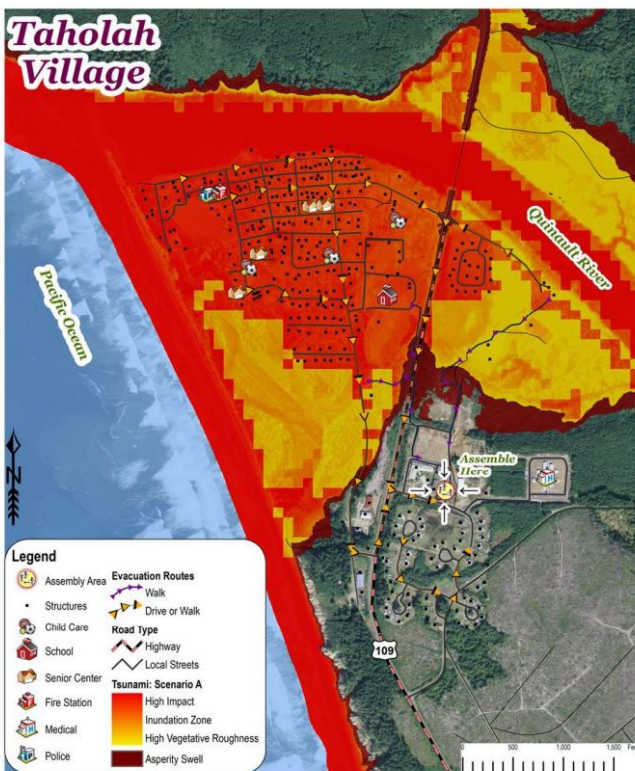 Taholah
Village
Quinault River
Pacific Ocean
Assemble
Here
N
109
Legend
Assembly Area
Structures
Child Care
School
Senior Center
Fire Station
Medical
Police
Evacuation Routes
Walk
Drive or Walk
Road Type
Highway
Local Streets
Tsunami: Scenario A
High Impact
Inundation Zone
High Vegetative Roughness
Asperity Swell
0 500 1,000 1,500 Fe